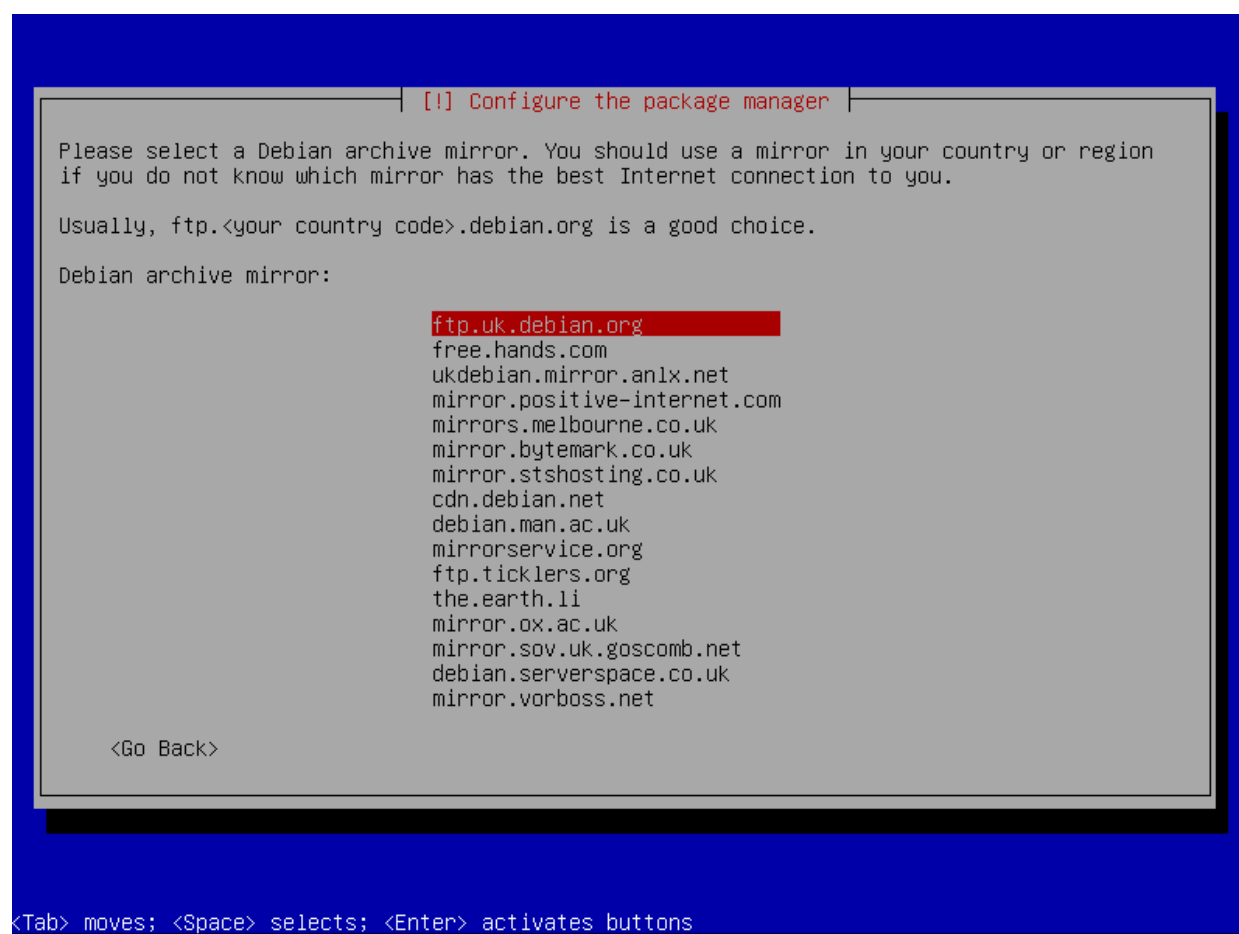 [!] Configure the package manager
Please select a Debian archive mirror. You should use a mirror in your country or region
if you do not know which mirror has the best Internet connection to you.
Usually, ftp.<your country code>.debian.org is a good choice.
Debian archive mirror:
ftp.uk.debian.org
free.hands.com
ukdebian.mirror.anlx.net
mirror.positive-internet.com
mirrors.melbourne.co.uk
mirror.bytemark.co.uk
mirror.stshosting.co.uk
cdn.debian.net
debian.man.ac.uk
mirrorservice.org
ftp.ticklers.org
the.earth.li
mirror.ox.ac.uk
mirror.sov.uk.goscomb.net
debian.serverspace.co.uk
mirror.vorboss.net
<Go Back>
<Tab> moves; <Space> selects; <Enter> activates buttons